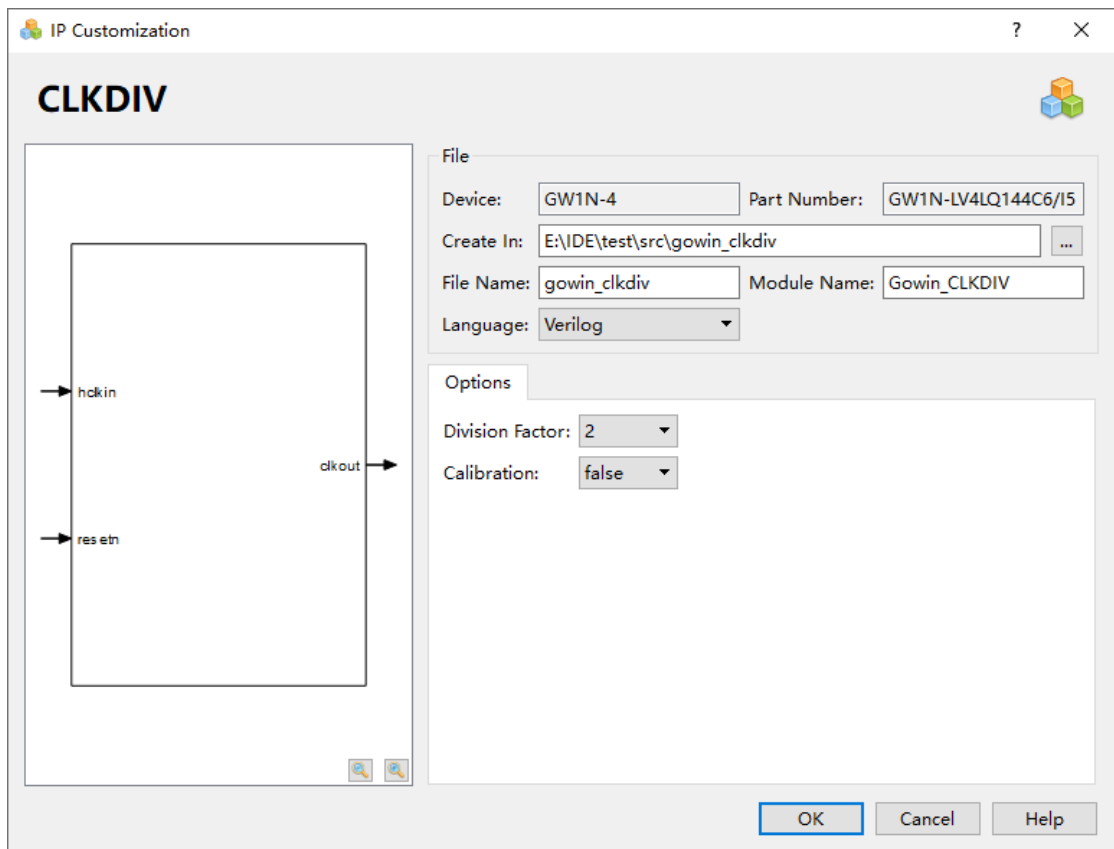 IP Customization ?
CLKDIV
hclkin
clkout
resetn
File
Device: GW1N-4 Part Number: GW1N-LV4LQ144C6/I5
Create In: E:\IDE\test\src\gowin_clkdiv ...
File Name: gowin_clkdiv Module Name: Gowin_CLKDIV
Language: Verilog
Options
Division Factor: 2
Calibration: false
OK Cancel Help